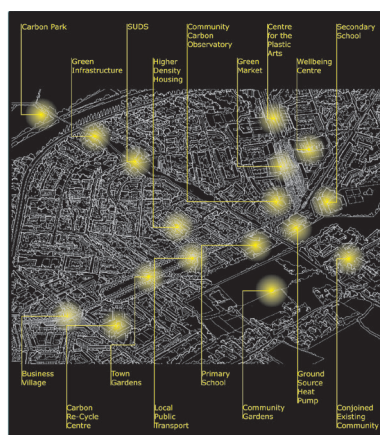 Carbon Park
SUDS
Community
Carbon
Observatory
Centre
for the
Plastic
Arts
Secondary
School
Green
Infrastructure
Higher
Density
Housing
Green
Market
Wellbeing
Centre
Business
Village
Town
Gardens
Primary
School
Ground
Source
Heat
Pump
Carbon
Re-Cycle
Centre
Local
Public
Transport
Community
Gardens
Conjoined
Existing
Community